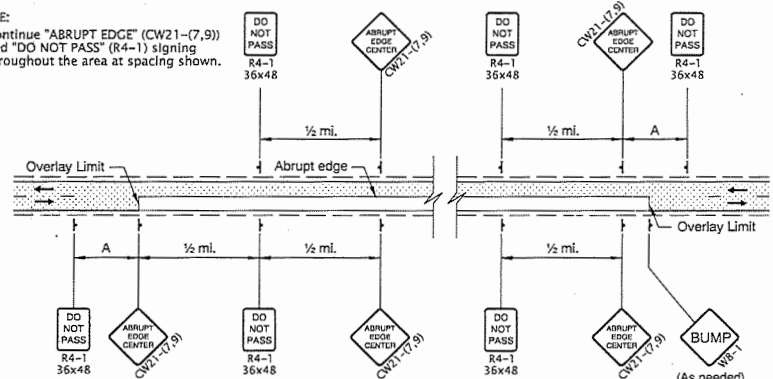 E:
ontinue "ABRUPT EDGE" (CW21-(7,9))
d "DO NOT PASS" (R4-1) signing
roughout the area at spacing shown.
DO
NOT
PASS
R4-1
36x48
ABRUPT
EDGE
CENTER
CW21-(7,9)
DO
NOT
PASS
R4-1
36x48
ABRUPT
EDGE
CENTER
CW21-(7,9)
DO
NOT
PASS
R4-1
36x48
½ mi.
½ mi.
A
Overlay Limit
Abrupt edge
Overlay Limit
A
½ mi.
½ mi.
½ mi.
DO
NOT
PASS
R4-1
36x48
ABRUPT
EDGE
CENTER
CW21-(7,9)
DO
NOT
PASS
R4-1
36x48
ABRUPT
EDGE
CENTER
CW21-(7,9)
DO
NOT
PASS
R4-1
36x48
ABRUPT
EDGE
CENTER
CW21-(7,9)
BUMP
W8-1
(As needed)